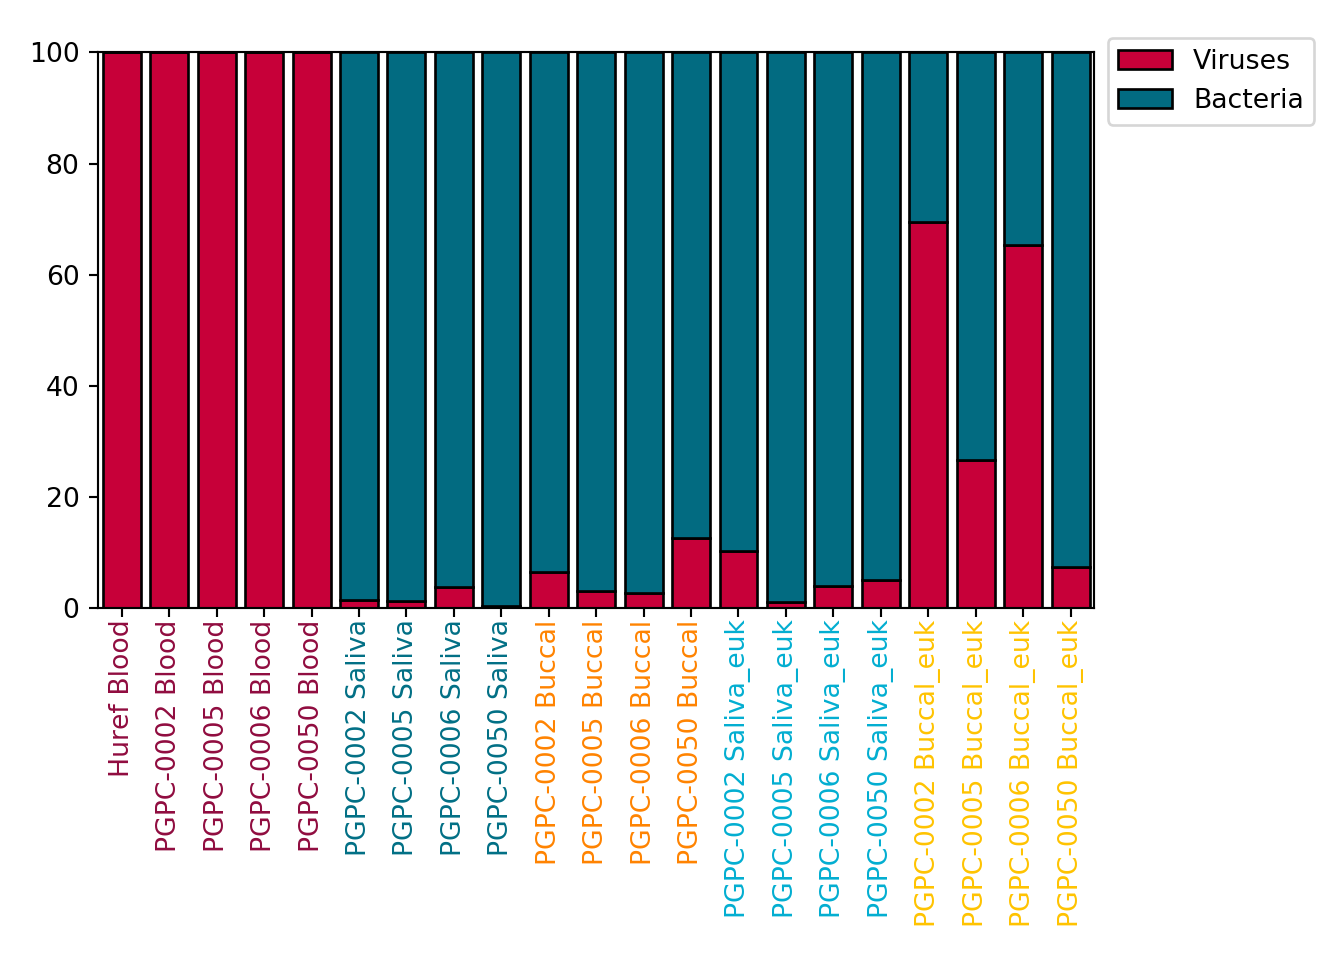 Viruses
Bacteria
100
80
60
40
20
0
Huref Blood
PGPC-0002 Blood
PGPC-0005 Blood
PGPC-0006 Blood
PGPC-0050 Blood
PGPC-0002 Saliva
PGPC-0005 Saliva
PGPC-0006 Saliva
PGPC-0050 Saliva
PGPC-0002 Buccal
PGPC-0005 Buccal
PGPC-0006 Buccal
PGPC-0050 Buccal
PGPC-0002 Saliva_euk
PGPC-0005 Saliva_euk
PGPC-0006 Saliva_euk
PGPC-0050 Saliva_euk
PGPC-0002 Buccal_euk
PGPC-0005 Buccal_euk
PGPC-0006 Buccal_euk
PGPC-0050 Buccal_euk